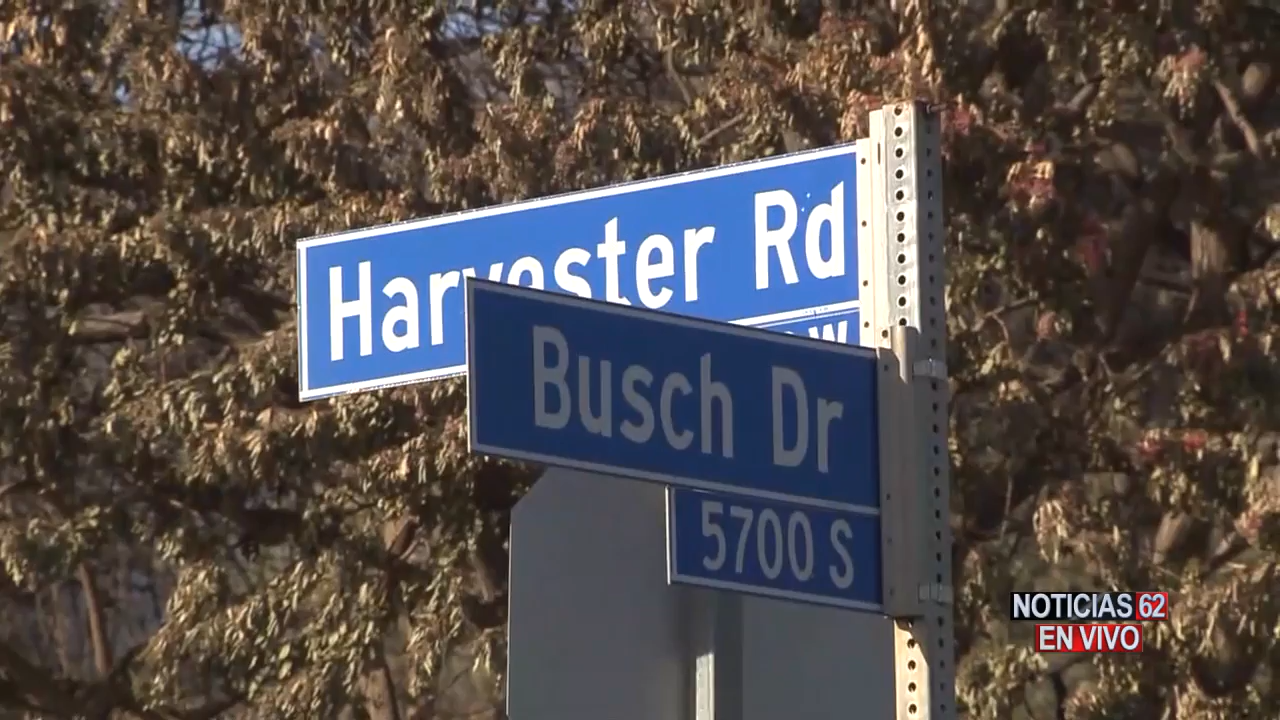 Harvester Rd
W
Busch Dr
5700 S
NOTICIAS 62
EN VIVO